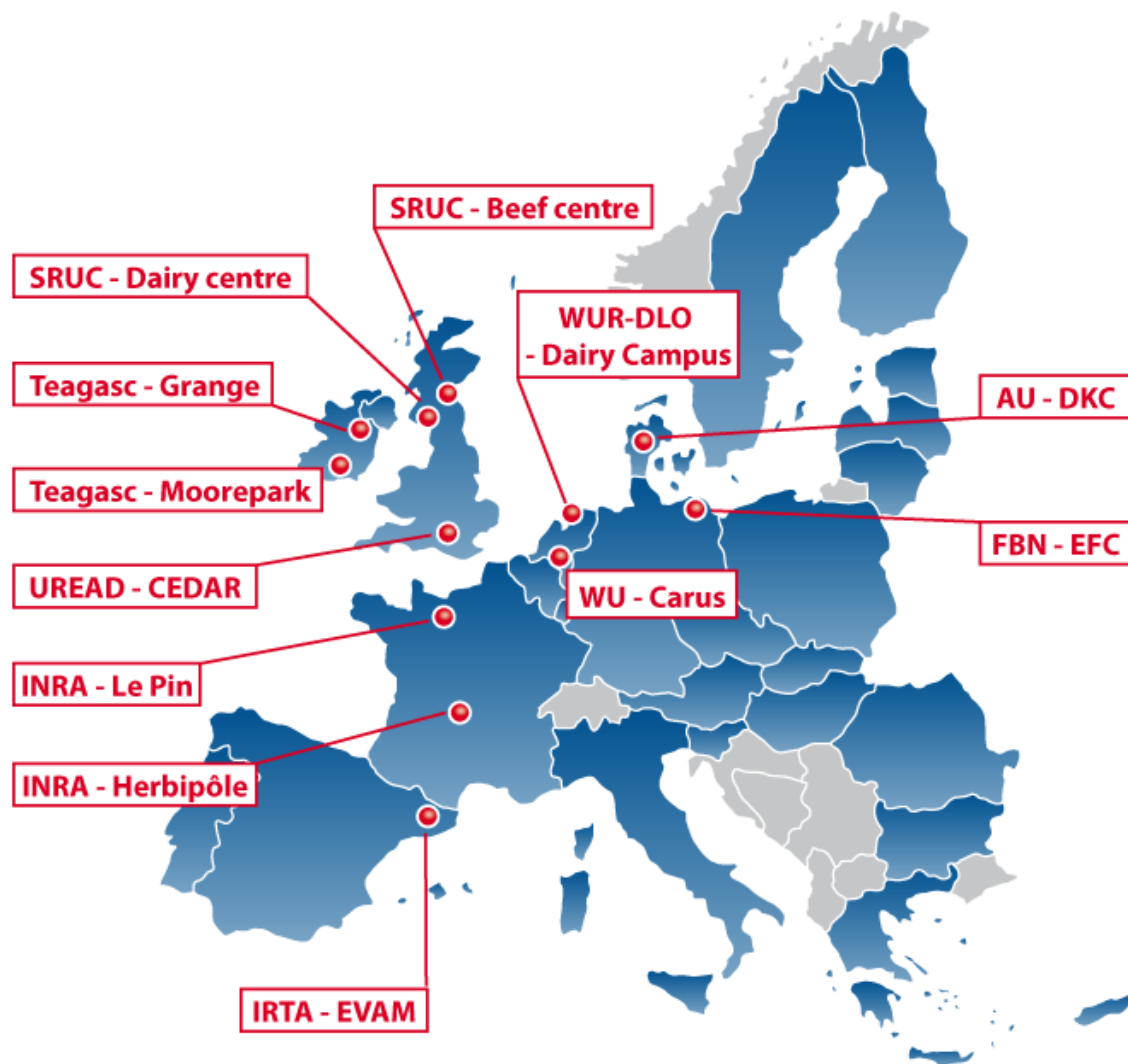 SRUC - Beef centre
SRUC - Dairy centre
WUR-DLO
- Dairy Campus
Teagasc - Grange
AU - DKC
Teagasc - Moorepark
FBN - EFC
UREAD - CEDAR
WU - Carus
INRA - Le Pin
INRA - Herbipôle
IRTA - EVAM